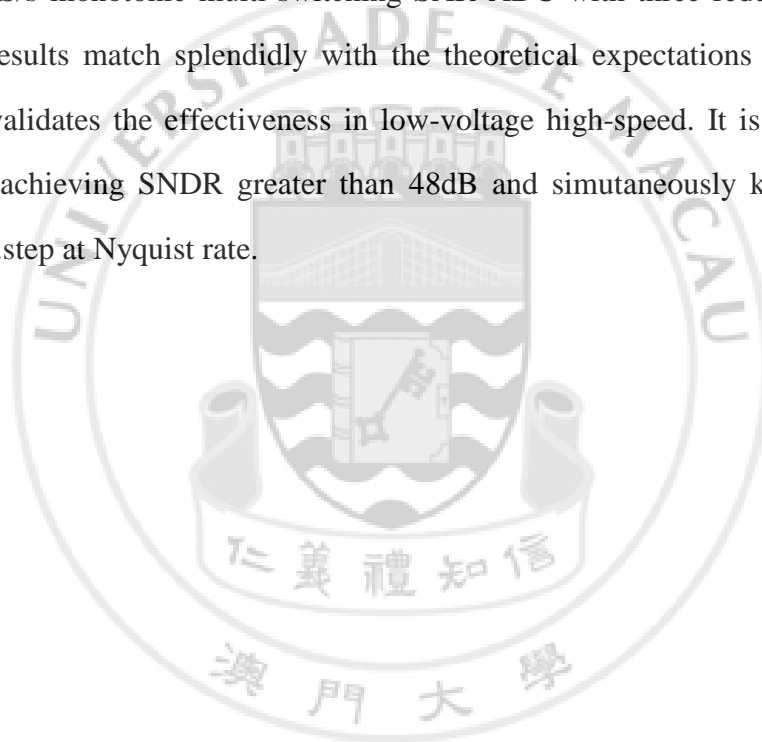 monotonic multi-switching SAR ADC with three
results match splendidly with the theoretical expectations
validates the effectiveness in low-voltage high-speed. It is
achieving SNDR greater than 48dB and simutaneously
step at Nyquist rate.
UNIVERSIDADE DE MACAU
仁義禮知信
澳門大學